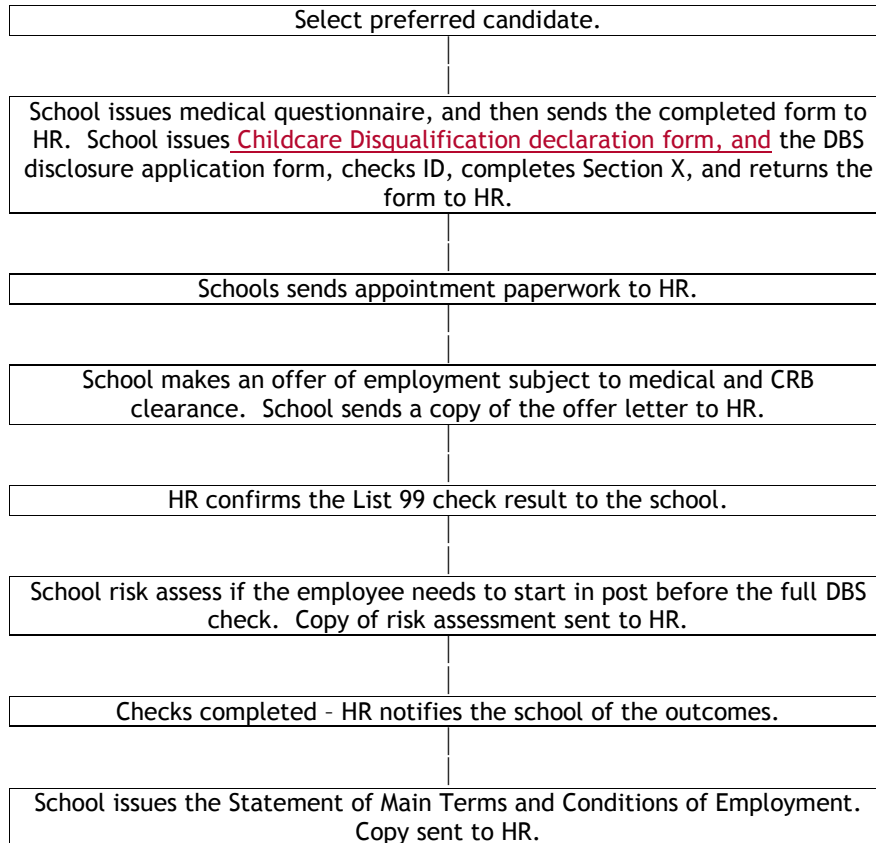 Select preferred candidate.
School issues medical questionnaire, and then sends the completed form to
HR. School issues Childcare Disqualification declaration form, and the DBS
disclosure application form, checks ID, completes Section X, and returns the
form to HR.
Schools sends appointment paperwork to HR.
School makes an offer of employment subject to medical and CRB
clearance. School sends a copy of the offer letter to HR.
HR confirms the List 99 check result to the school.
School risk assess if the employee needs to start in post before the full DBS
check. Copy of risk assessment sent to HR.
Checks completed – HR notifies the school of the outcomes.
School issues the Statement of Main Terms and Conditions of Employment.
Copy sent to HR.